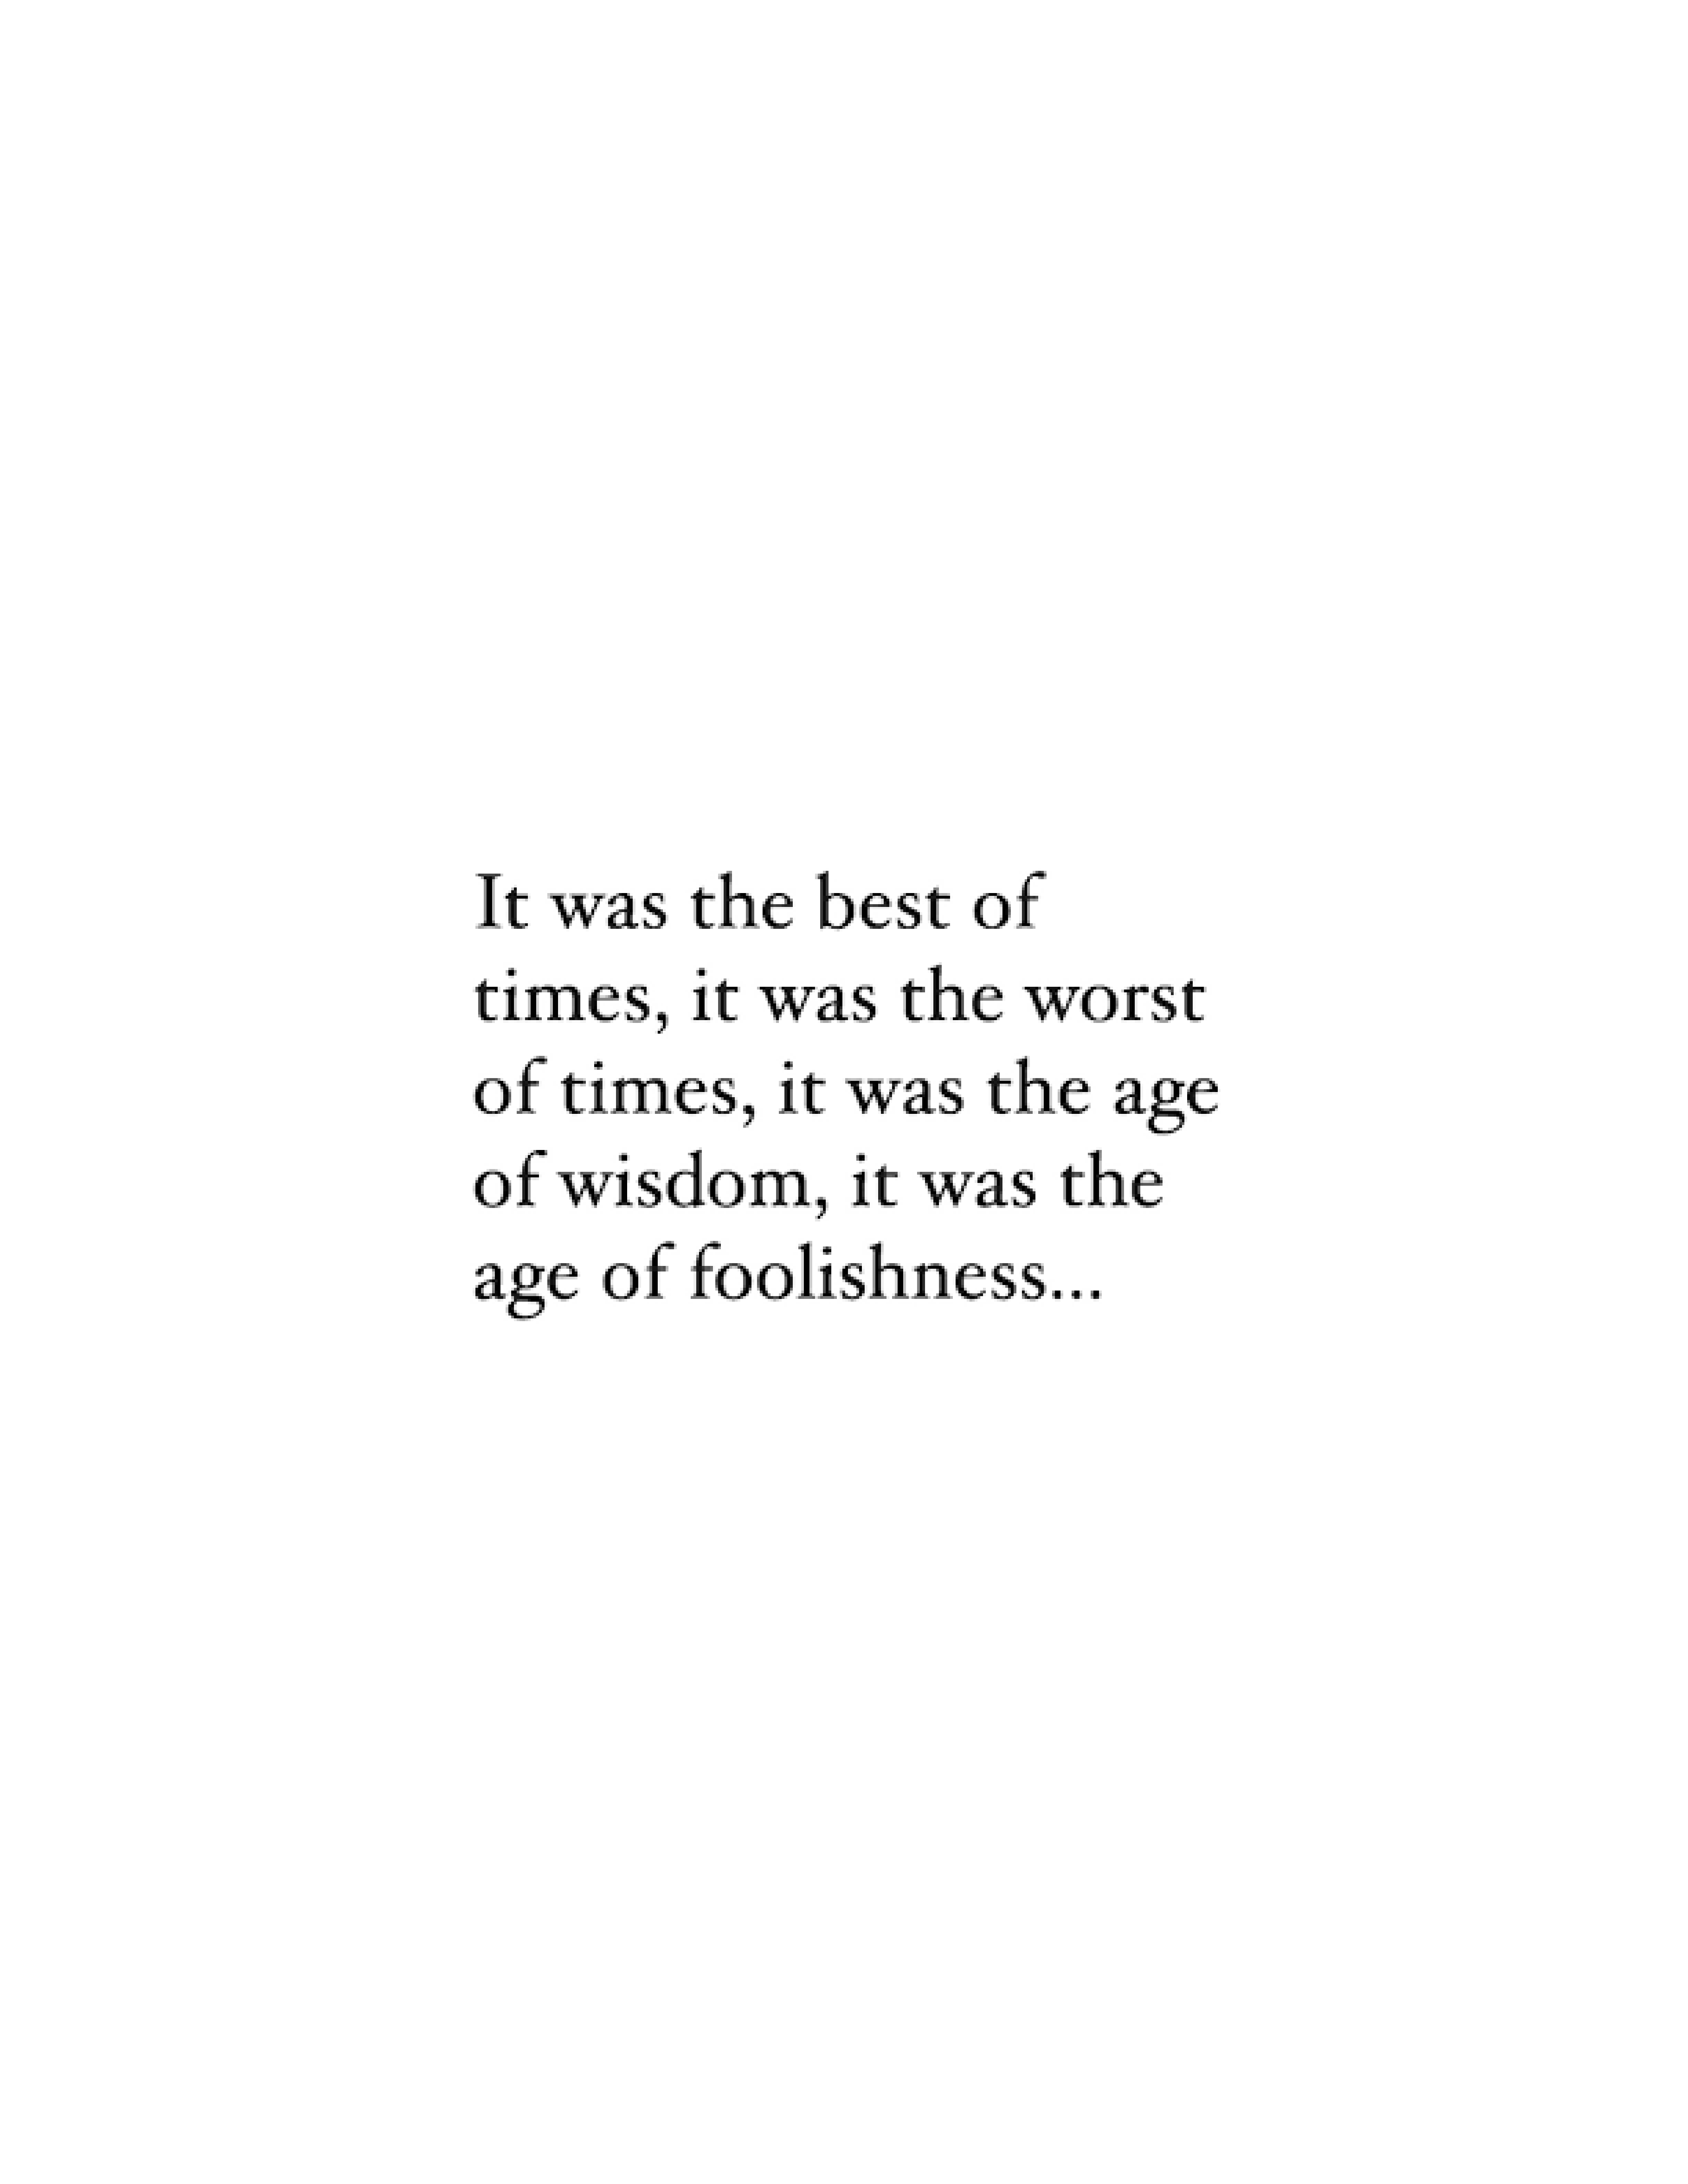 It was the best of
times, it was the worst
of times, it was the age
of wisdom, it was the
age of foolishness...